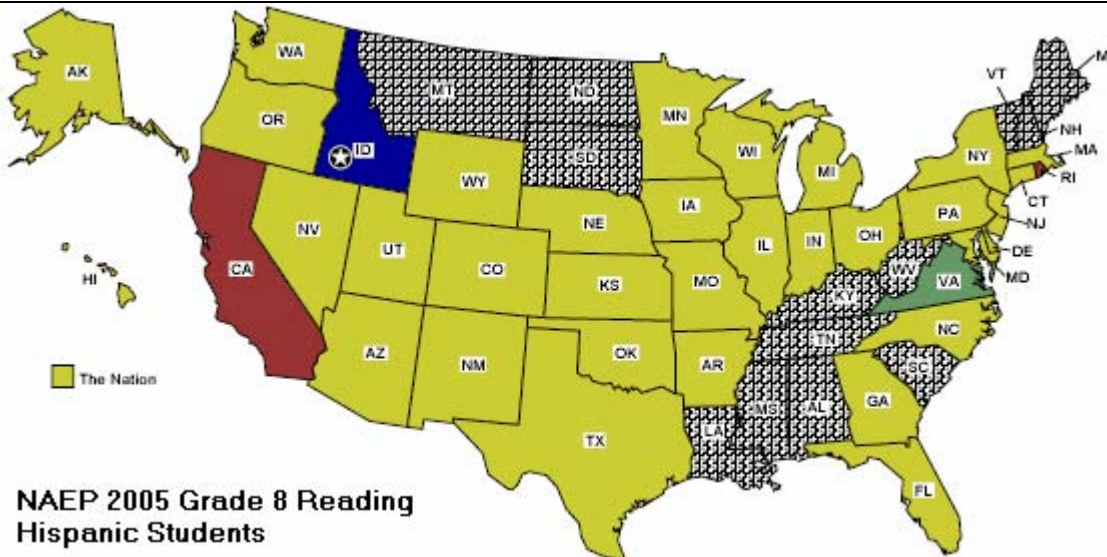 AK
WA
OR
ID
MT
ND
SD
MN
WI
MI
NY
VT
M
NH
MA
RI
CT
NJ
PA
DE
MD
WY
NE
IA
IL
IN
OH
WV
VA
NV
UT
CO
KS
MO
KY
CA
HI
AZ
NM
OK
AR
TN
NC
SC
TX
LA
MS
AL
GA
FL
The Nation
NAEP 2005 Grade 8 Reading
Hispanic Students